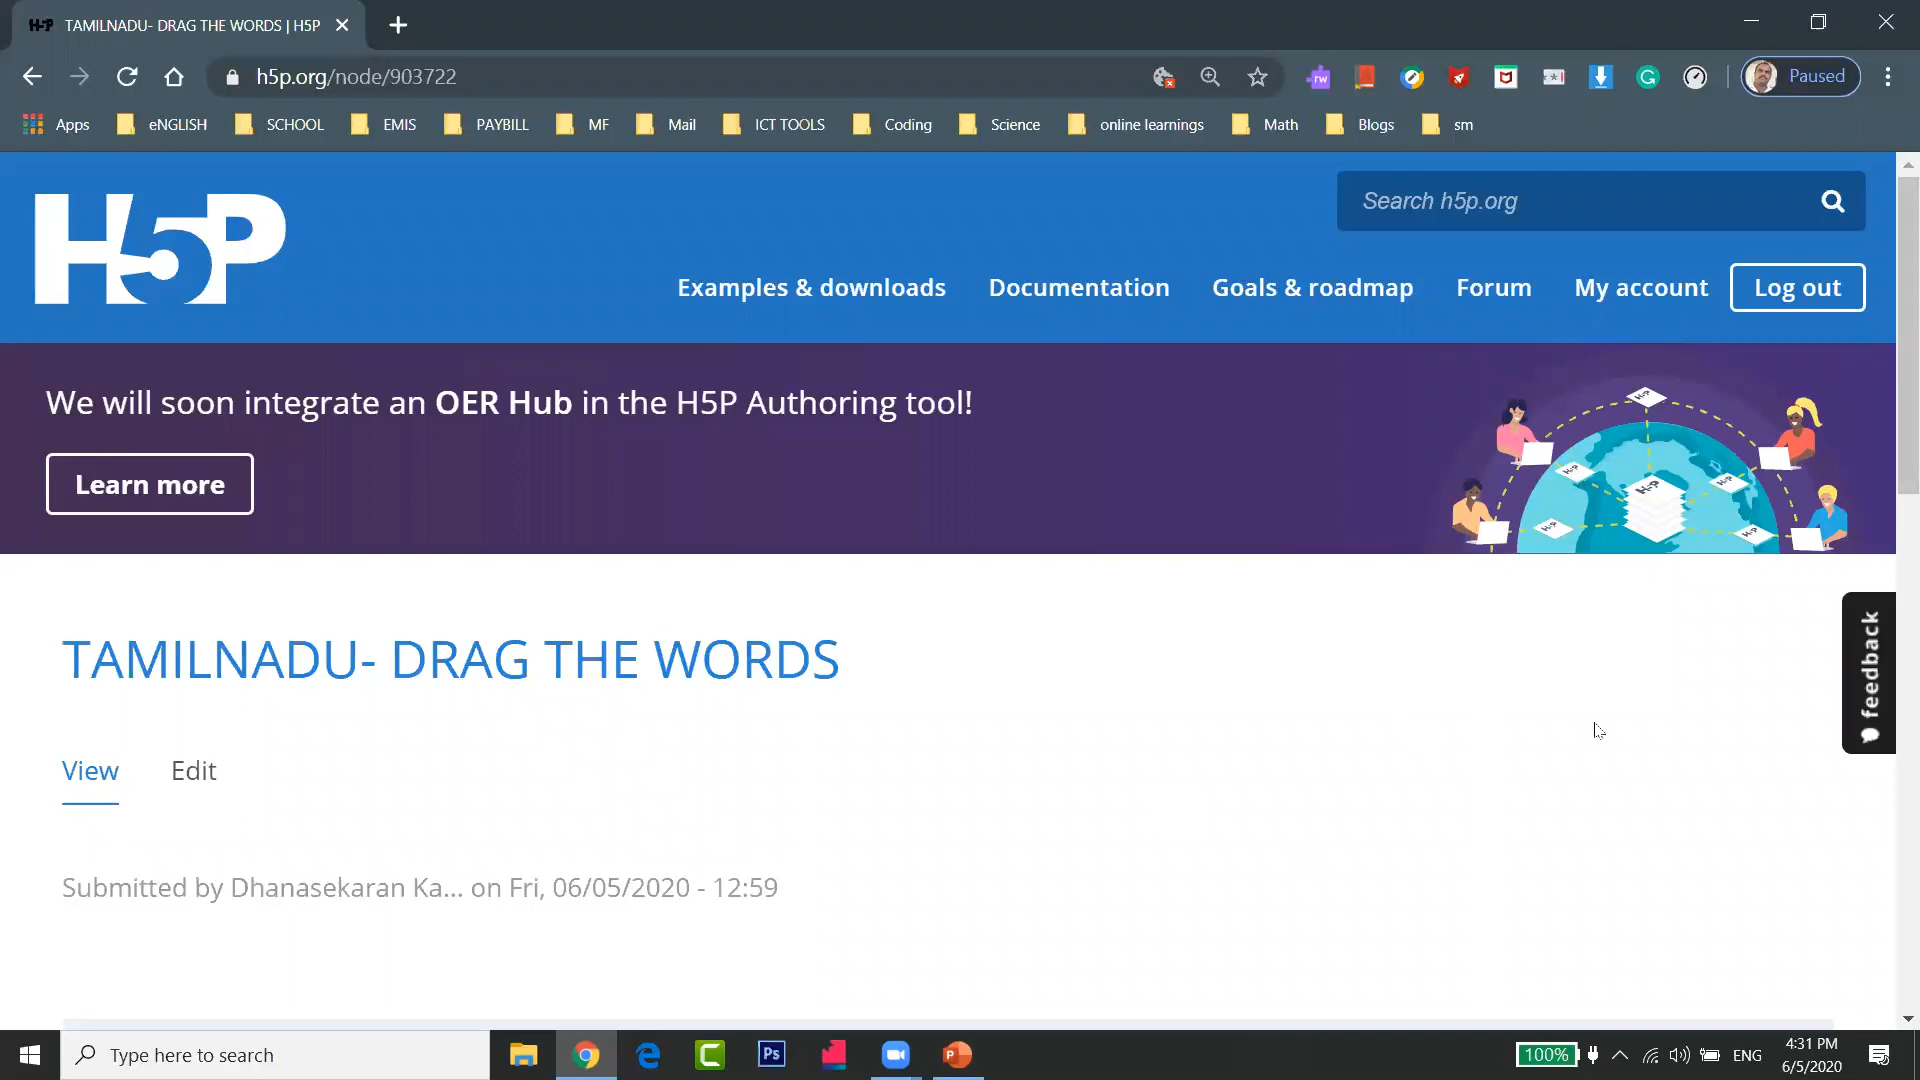 TAMILNADU- DRAG THE WORDS | H5P
h5p.org/node/903722
Paused
Apps eNGLISH SCHOOL EMIS PAYBILL MF Mail ICT TOOLS Coding Science online learnings Math Blogs sm
H5P
Search h5p.org
Examples & downloads Documentation Goals & roadmap Forum My account Log out
We will soon integrate an OER Hub in the H5P Authoring tool!
Learn more
feedback
TAMILNADU- DRAG THE WORDS
View Edit
Submitted by Dhanasekaran Ka... on Fri, 06/05/2020 - 12:59
Type here to search
100%
ENG
4:31 PM
6/5/2020